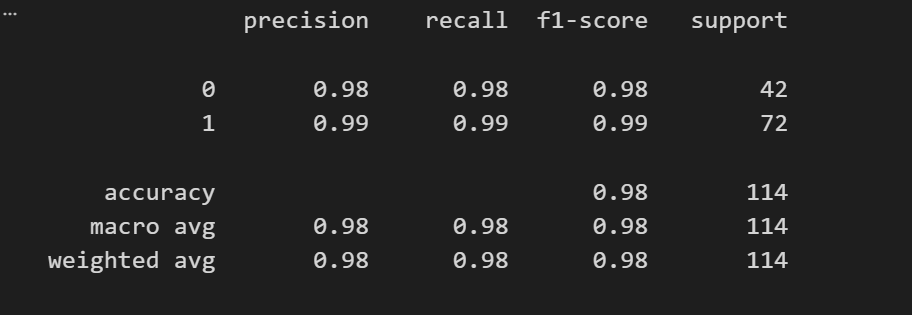 …
precision recall f1-score support
0 0.98 0.98 0.98 42
1 0.99 0.99 0.99 72
accuracy 0.98 114
macro avg 0.98 0.98 0.98 114
weighted avg 0.98 0.98 0.98 114